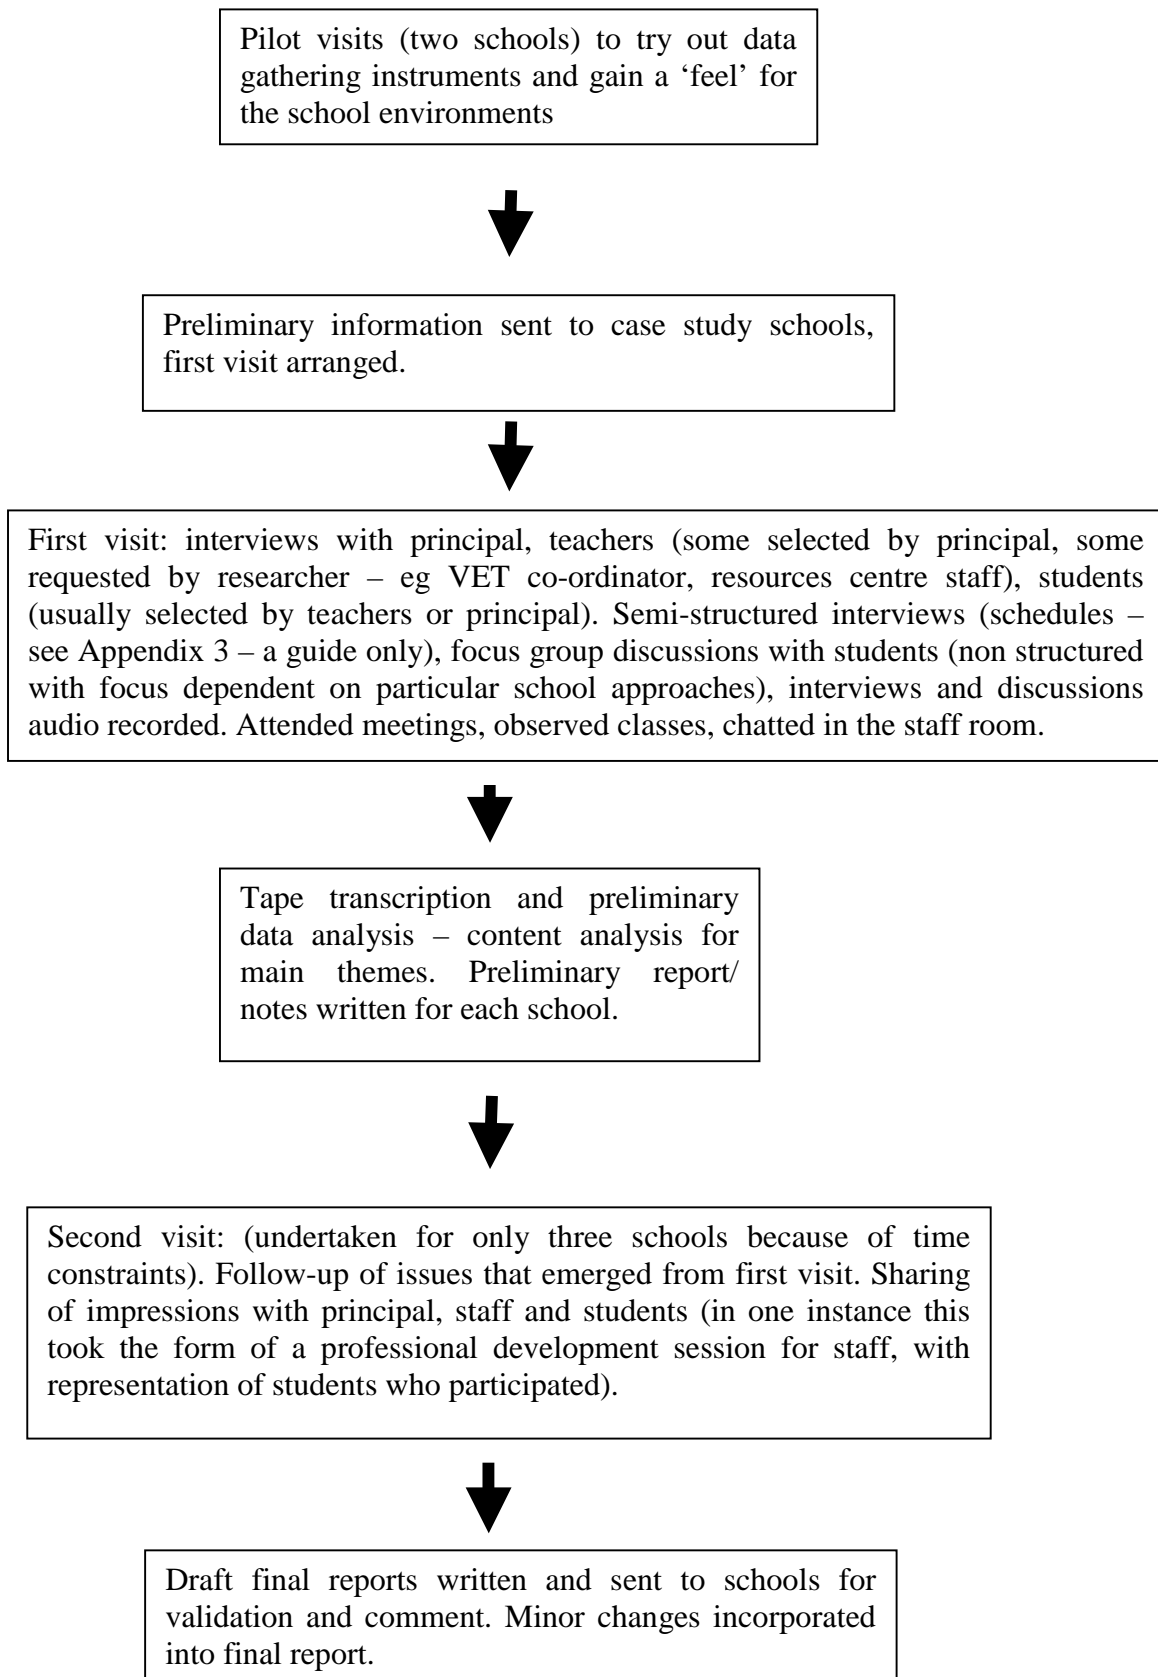 Pilot visits (two schools) to try out data
gathering instruments and gain a ‘feel’ for
the school environments
Preliminary information sent to case study schools,
first visit arranged.
First visit: interviews with principal, teachers (some selected by principal, some
requested by researcher – eg VET co-ordinator, resources centre staff), students
(usually selected by teachers or principal). Semi-structured interviews (schedules –
see Appendix 3 – a guide only), focus group discussions with students (non structured
with focus dependent on particular school approaches), interviews and discussions
audio recorded. Attended meetings, observed classes, chatted in the staff room.
Tape transcription and preliminary
data analysis – content analysis for
main themes. Preliminary report/
notes written for each school.
Second visit: (undertaken for only three schools because of time
constraints). Follow-up of issues that emerged from first visit. Sharing
of impressions with principal, staff and students (in one instance this
took the form of a professional development session for staff, with
representation of students who participated).
Draft final reports written and sent to schools for
validation and comment. Minor changes incorporated
into final report.